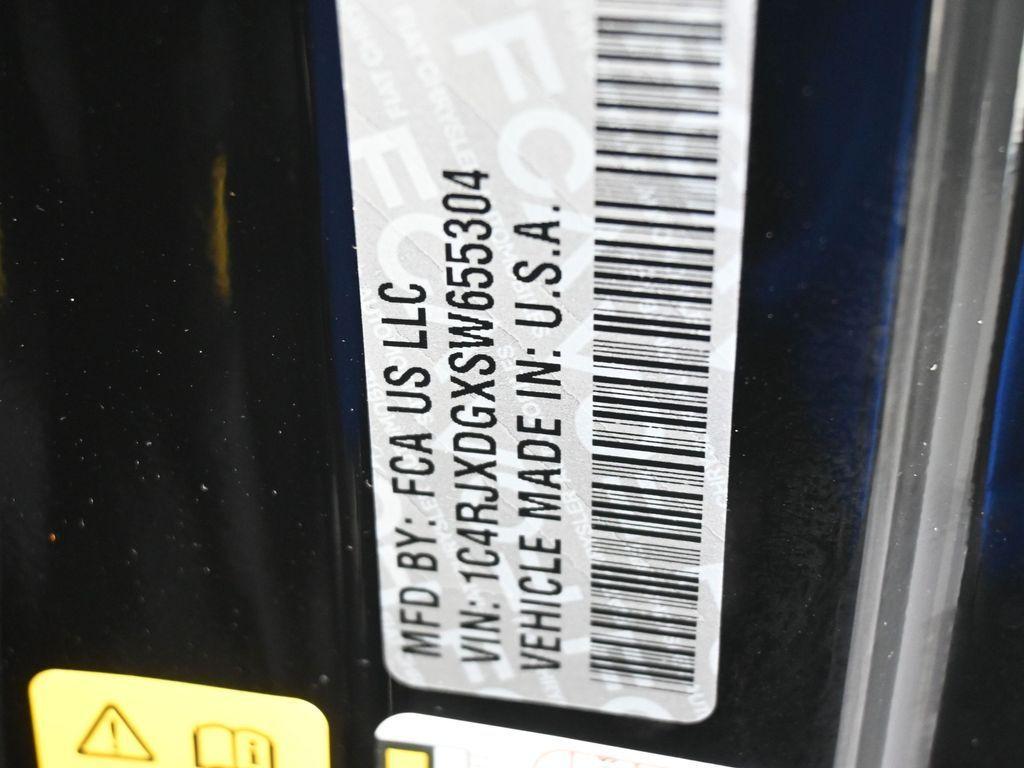 MFD BY: FCA US LLC
VIN: 1C4RJXDGXSW655304
VEHICLE MADE IN: U.S.A.